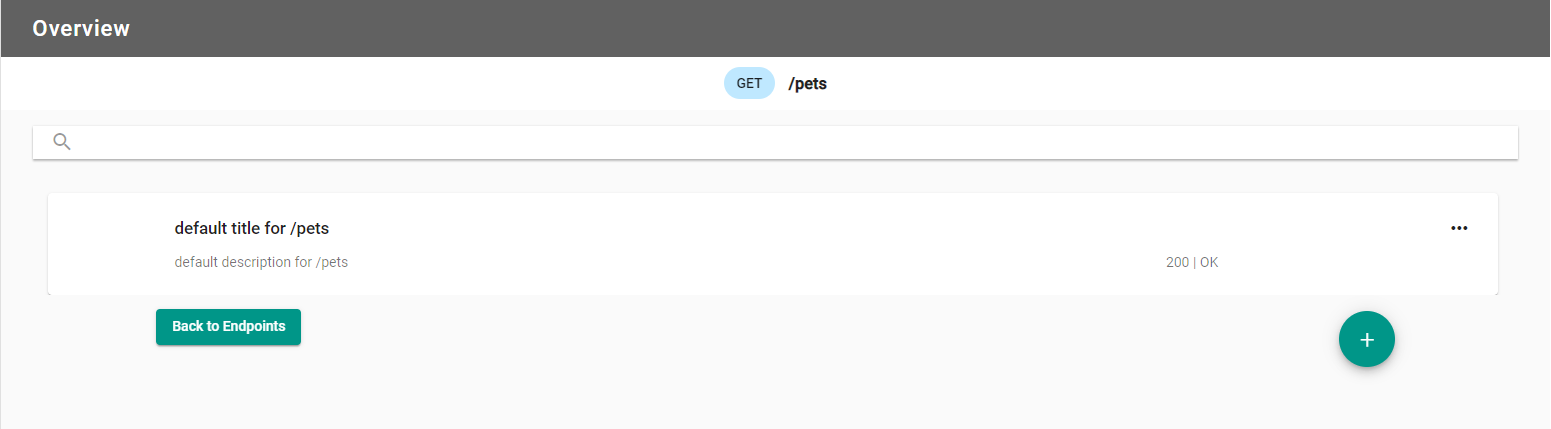 Overview
GET /pets
default title for /pets
default description for /pets 200 | OK
Back to Endpoints